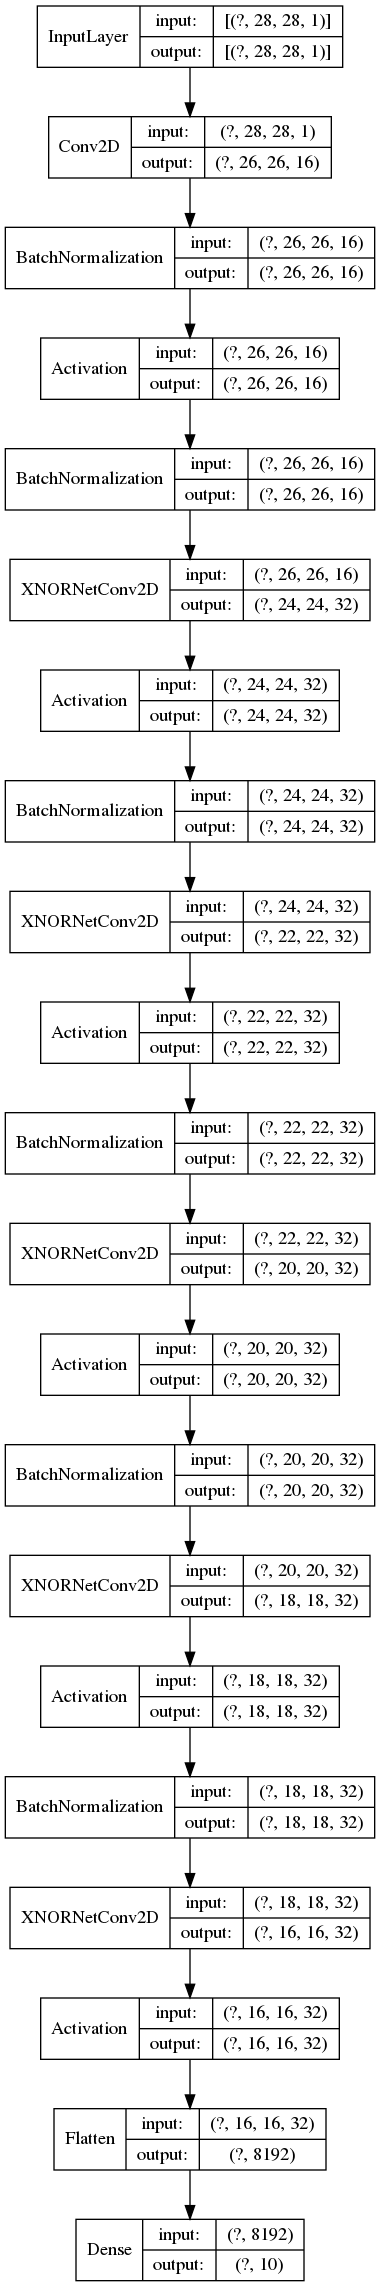 InputLayer
input: [(?, 28, 28, 1)]
output: [(?, 28, 28, 1)]
Conv2D
input: (?, 28, 28, 1)
output: (?, 26, 26, 16)
BatchNormalization
input: (?, 26, 26, 16)
output: (?, 26, 26, 16)
Activation
input: (?, 26, 26, 16)
output: (?, 26, 26, 16)
BatchNormalization
input: (?, 26, 26, 16)
output: (?, 26, 26, 16)
XNORNetConv2D
input: (?, 26, 26, 16)
output: (?, 24, 24, 32)
Activation
input: (?, 24, 24, 32)
output: (?, 24, 24, 32)
BatchNormalization
input: (?, 24, 24, 32)
output: (?, 24, 24, 32)
XNORNetConv2D
input: (?, 24, 24, 32)
output: (?, 22, 22, 32)
Activation
input: (?, 22, 22, 32)
output: (?, 22, 22, 32)
BatchNormalization
input: (?, 22, 22, 32)
output: (?, 22, 22, 32)
XNORNetConv2D
input: (?, 22, 22, 32)
output: (?, 20, 20, 32)
Activation
input: (?, 20, 20, 32)
output: (?, 20, 20, 32)
BatchNormalization
input: (?, 20, 20, 32)
output: (?, 20, 20, 32)
XNORNetConv2D
input: (?, 20, 20, 32)
output: (?, 18, 18, 32)
Activation
input: (?, 18, 18, 32)
output: (?, 18, 18, 32)
BatchNormalization
input: (?, 18, 18, 32)
output: (?, 18, 18, 32)
XNORNetConv2D
input: (?, 18, 18, 32)
output: (?, 16, 16, 32)
Activation
input: (?, 16, 16, 32)
output: (?, 16, 16, 32)
Flatten
input: (?, 16, 16, 32)
output: (?, 8192)
Dense
input: (?, 8192)
output: (?, 10)